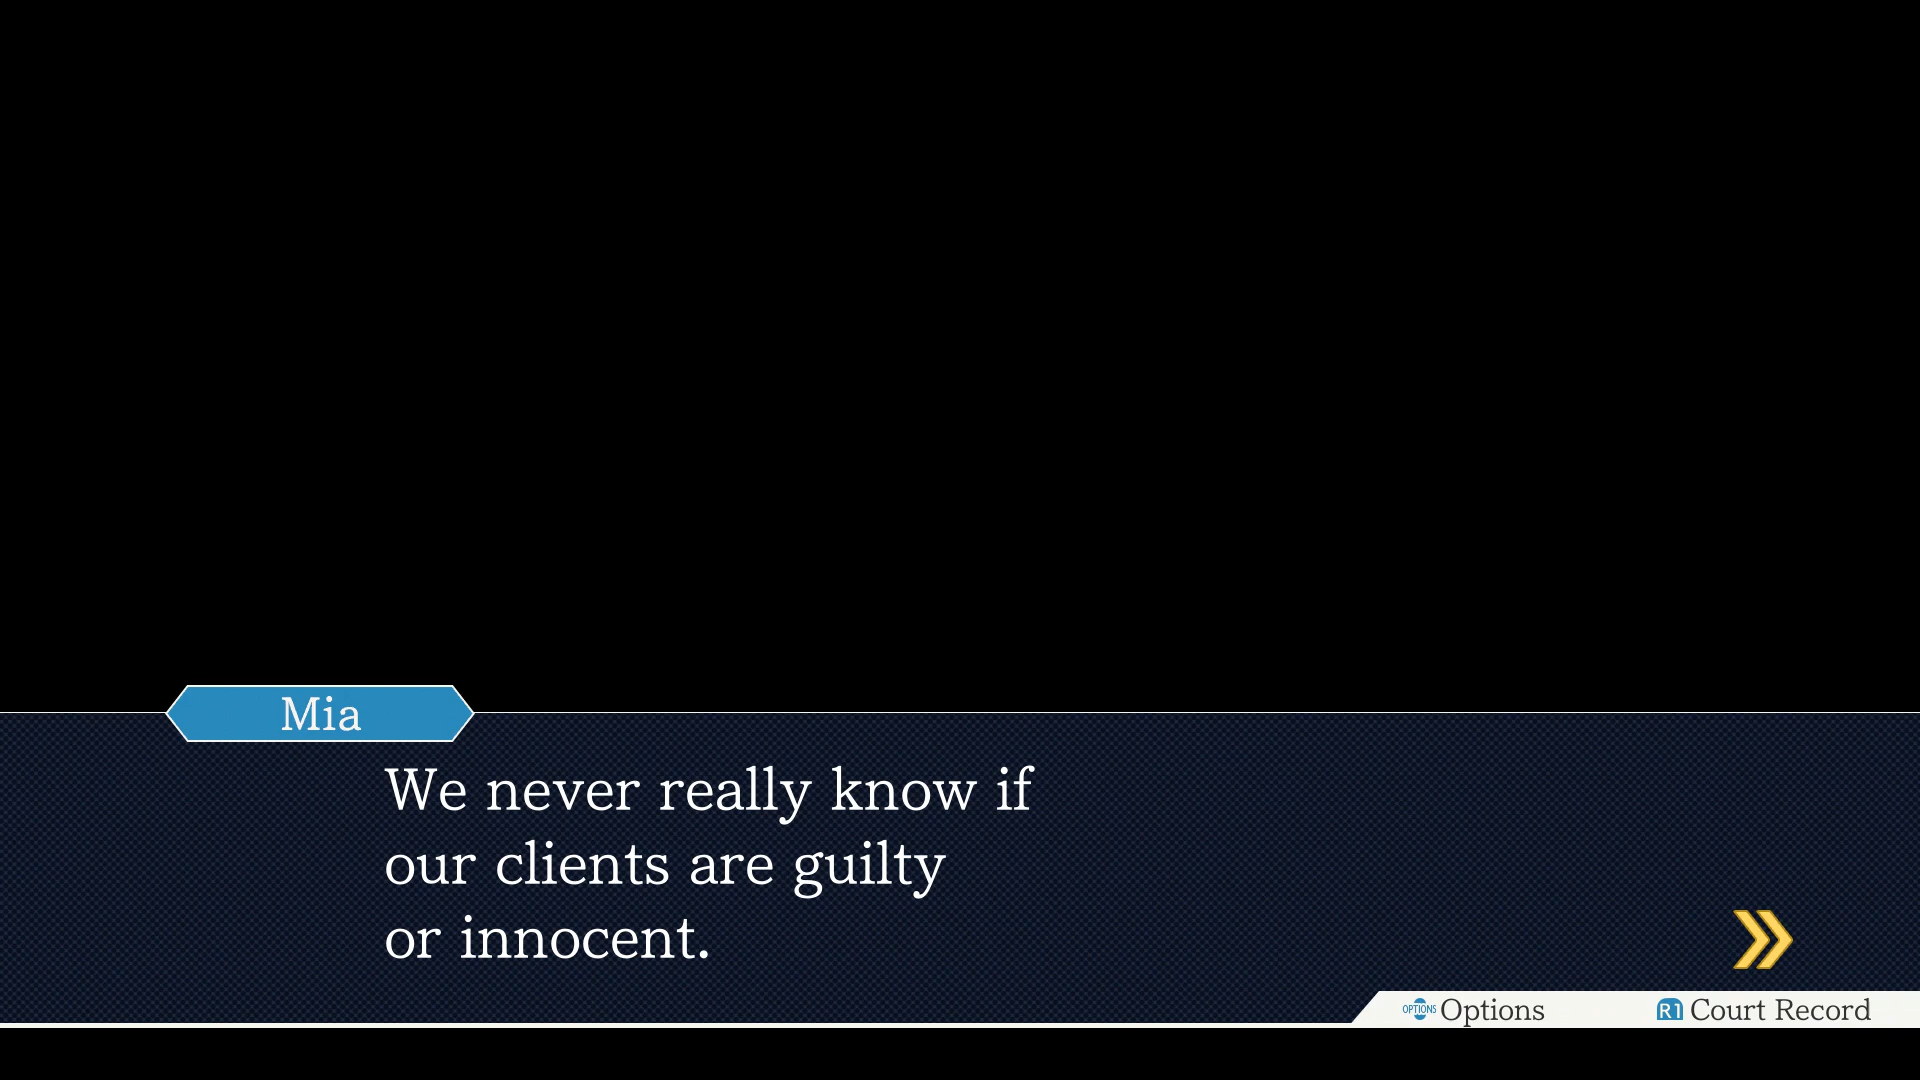 Mia
We never really know if
our clients are guilty
or innocent.
OPTIONS Options R1 Court Record